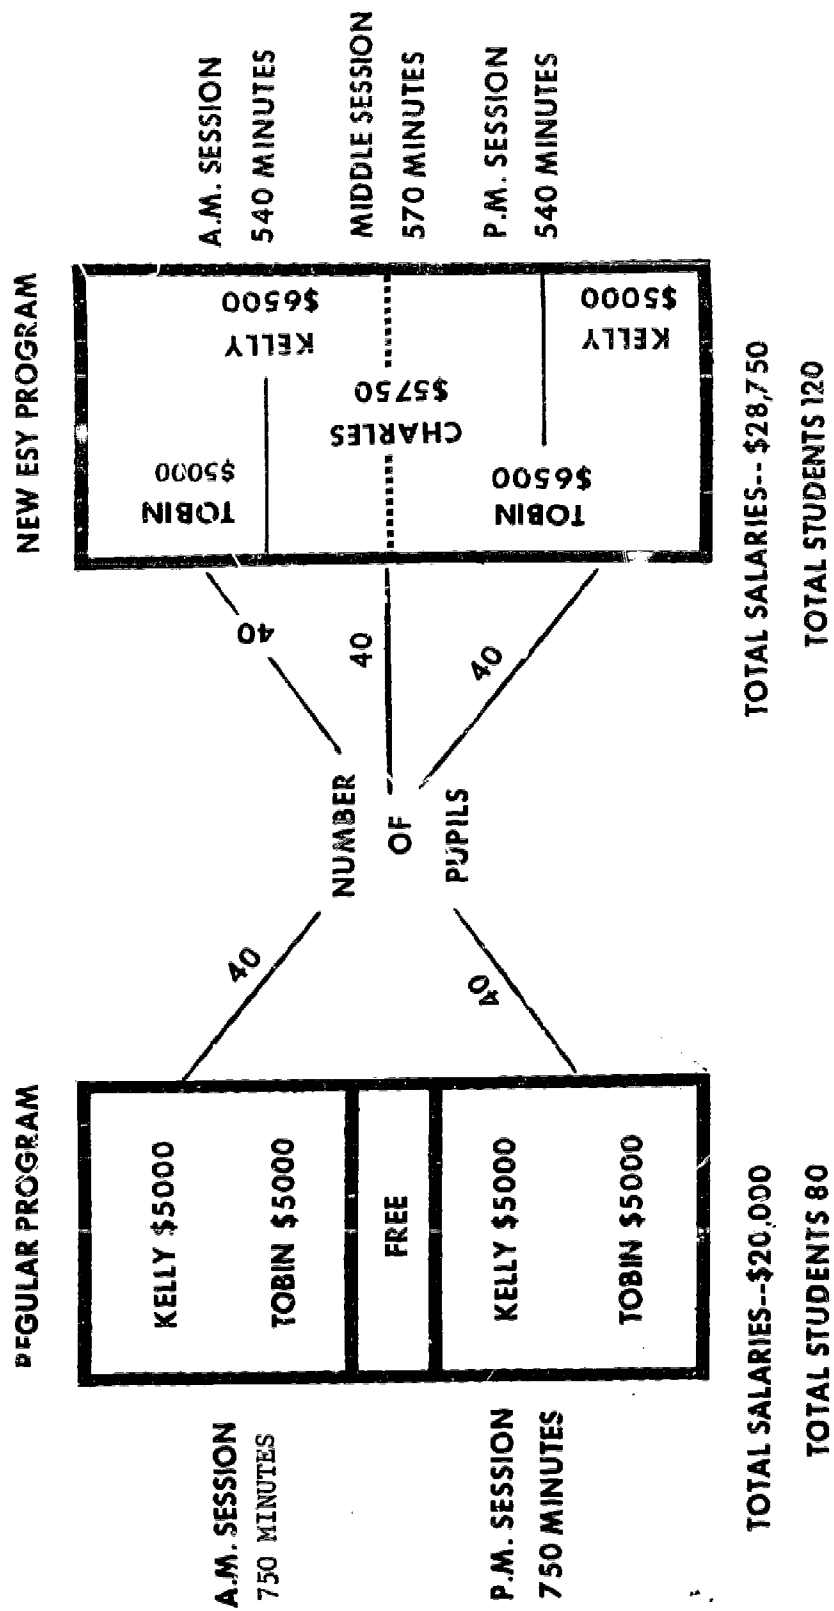 REGULAR PROGRAM
A.M. SESSION
750 MINUTES
KELLY $5000
TOBIN $5000
FREE
P.M. SESSION
750 MINUTES
KELLY $5000
TOBIN $5000
TOTAL SALARIES--$20,000
TOTAL STUDENTS 80
40
40
NUMBER
OF
PUPILS
40
40
40
NEW ESY PROGRAM
TOBIN
$5000
KELLY
$6500
CHARLES
$5750
TOBIN
$6500
KELLY
$5000
A.M. SESSION
540 MINUTES
MIDDLE SESSION
570 MINUTES
P.M. SESSION
540 MINUTES
TOTAL SALARIES-- $28,750
TOTAL STUDENTS 120